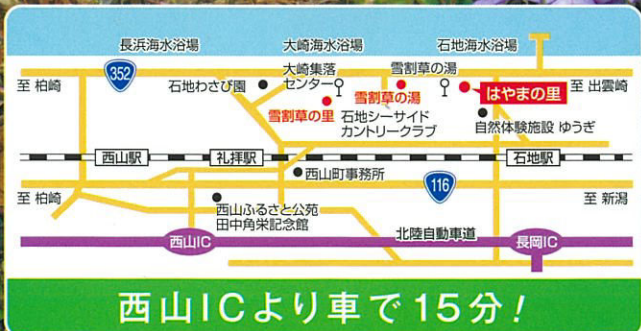 長浜海水浴場
大崎海水浴場
石地海水浴場
至 柏崎
352
石地わさび園
大崎集落
センター
雪割草の湯
はやまの里
至 出雲崎
雪割草の里
雪割草の湯
石地シーサイド
カントリークラブ
自然体験施設 ゆうぎ
西山駅
礼拝駅
石地駅
西山町事務所
至 柏崎
116
至 新潟
西山ふるさと公苑
田中角栄記念館
西山IC
北陸自動車道
長岡IC
西山ICより車で15分!